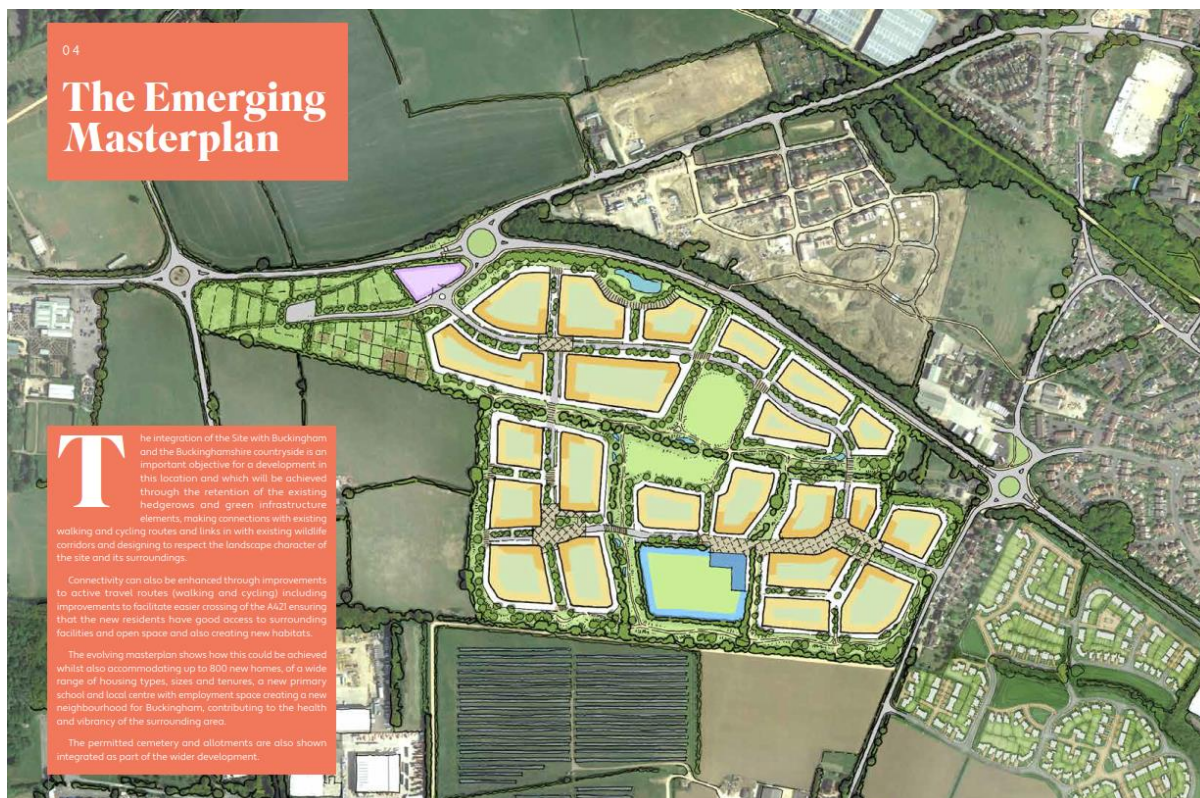 04
The Emerging
Masterplan
The integration of the Site with Buckingham
and the Buckinghamshire countryside is an
important objective for a development in
this location and which will be achieved
through the retention of the existing
hedgerows and green infrastructure
elements, making connections with existing
walking and cycling routes and links in with existing wildlife
corridors and designing to respect the landscape character of
the site and its surroundings.
Connectivity can also be enhanced through improvements
to active travel routes (walking and cycling) including
improvements to facilitate easier crossing of the A421 ensuring
that the new residents have good access to surrounding
facilities and open space and also creating new habitats.
The evolving masterplan shows how this could be achieved
whilst also accommodating up to 800 new homes, of a wide
range of housing types, sizes and tenures, a new primary
school and local centre with employment space creating a new
neighbourhood for Buckingham, contributing to the health
and vibrancy of the surrounding area.
The permitted cemetery and allotments are also shown
integrated as part of the wider development.